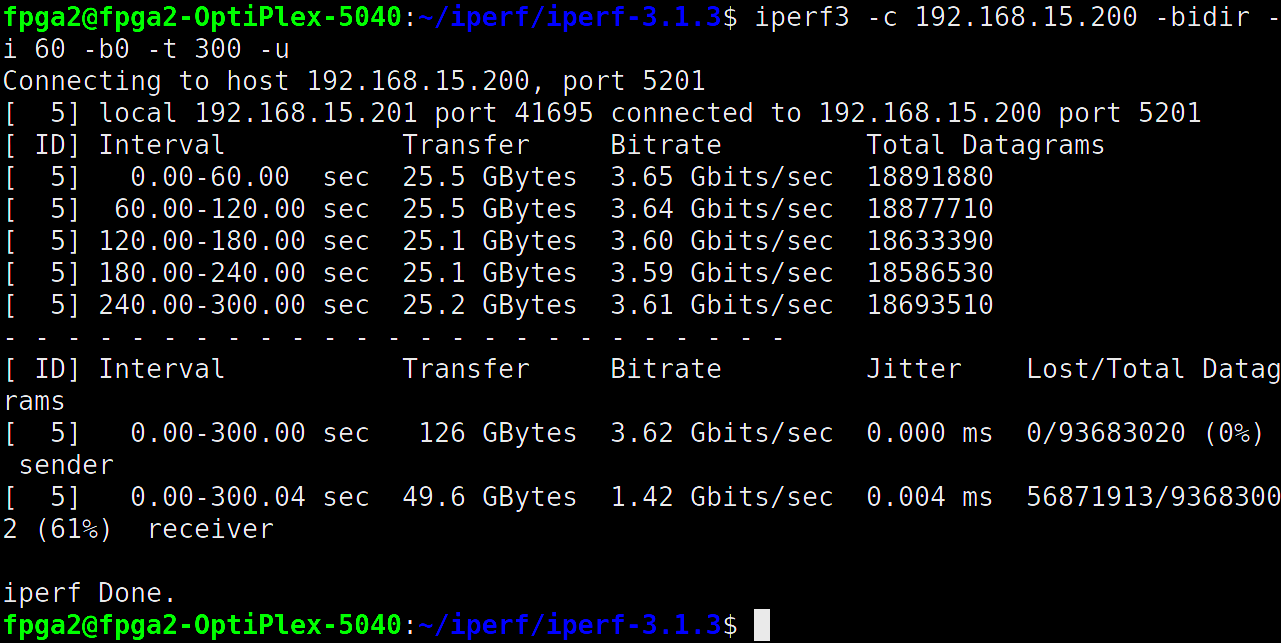 fpga2@fpga2-OptiPlex-5040:~/iperf/iperf-3.1.3$ iperf3 -c 192.168.15.200 -bidir -
i 60 -b0 -t 300 -u
Connecting to host 192.168.15.200, port 5201
[  5] local 192.168.15.201 port 41695 connected to 192.168.15.200 port 5201
[ ID] Interval           Transfer     Bitrate         Total Datagrams
[  5]   0.00-60.00  sec  25.5 GBytes  3.65 Gbits/sec  18891880
[  5]  60.00-120.00 sec  25.5 GBytes  3.64 Gbits/sec  18877710
[  5] 120.00-180.00 sec  25.1 GBytes  3.60 Gbits/sec  18633390
[  5] 180.00-240.00 sec  25.1 GBytes  3.59 Gbits/sec  18586530
[  5] 240.00-300.00 sec  25.2 GBytes  3.61 Gbits/sec  18693510
- - - - - - - - - - - - - - - - - - - - - - - - -
[ ID] Interval           Transfer     Bitrate         Jitter    Lost/Total Datag
rams
[  5]   0.00-300.00 sec   126 GBytes  3.62 Gbits/sec  0.000 ms  0/93683020 (0%)
 sender
[  5]   0.00-300.04 sec  49.6 GBytes  1.42 Gbits/sec  0.004 ms  56871913/9368300
2 (61%)  receiver

iperf Done.
fpga2@fpga2-OptiPlex-5040:~/iperf/iperf-3.1.3$